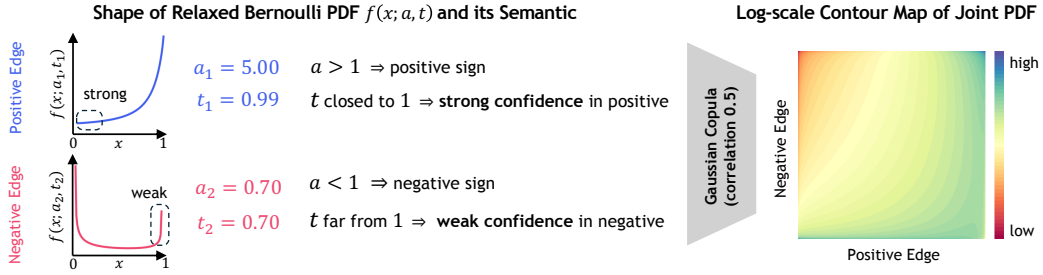 Shape of Relaxed Bernoulli PDF f(x; a, t) and its Semantic
Log-scale Contour Map of Joint PDF
Positive Edge
f(x; a₁, t₁)
strong
0
x
1
a₁ = 5.00
t₁ = 0.99
a > 1 ⇒ positive sign
t closed to 1 ⇒ strong confidence in positive
Negative Edge
f(x; a₂, t₂)
weak
0
x
1
a₂ = 0.70
t₂ = 0.70
a < 1 ⇒ negative sign
t far from 1 ⇒ weak confidence in negative
Gaussian Copula
(correlation 0.5)
Negative Edge
Positive Edge
high
low